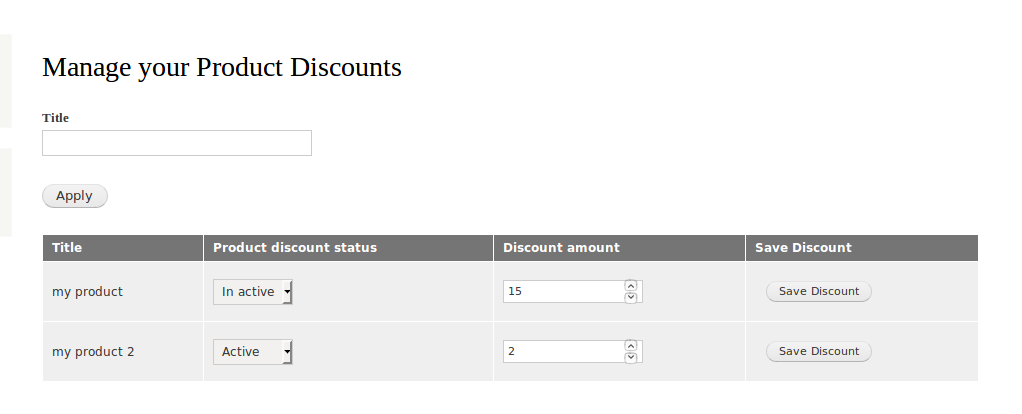 Manage your Product Discounts
Title
Apply
Title Product discount status Discount amount Save Discount
my product In active 15 Save Discount
my product 2 Active 2 Save Discount